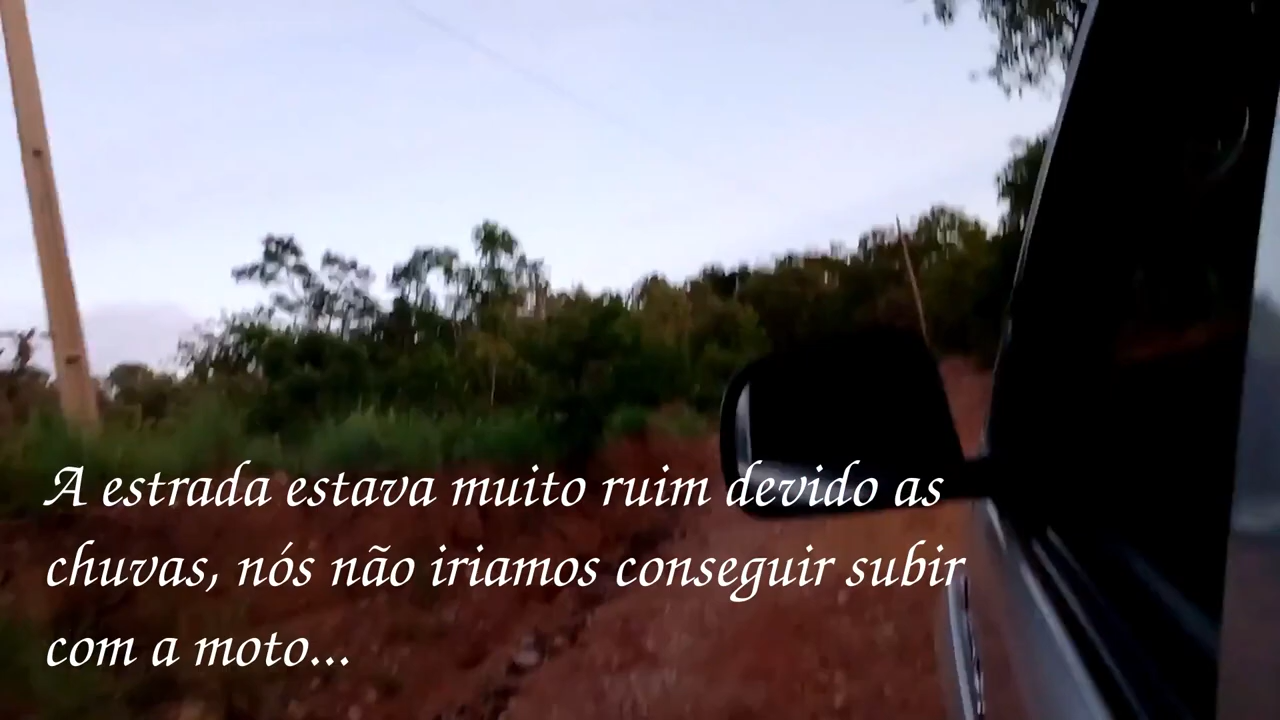 A estrada estava muito ruim devido as
chuvas, nós não iriamos conseguir subir
com a moto...